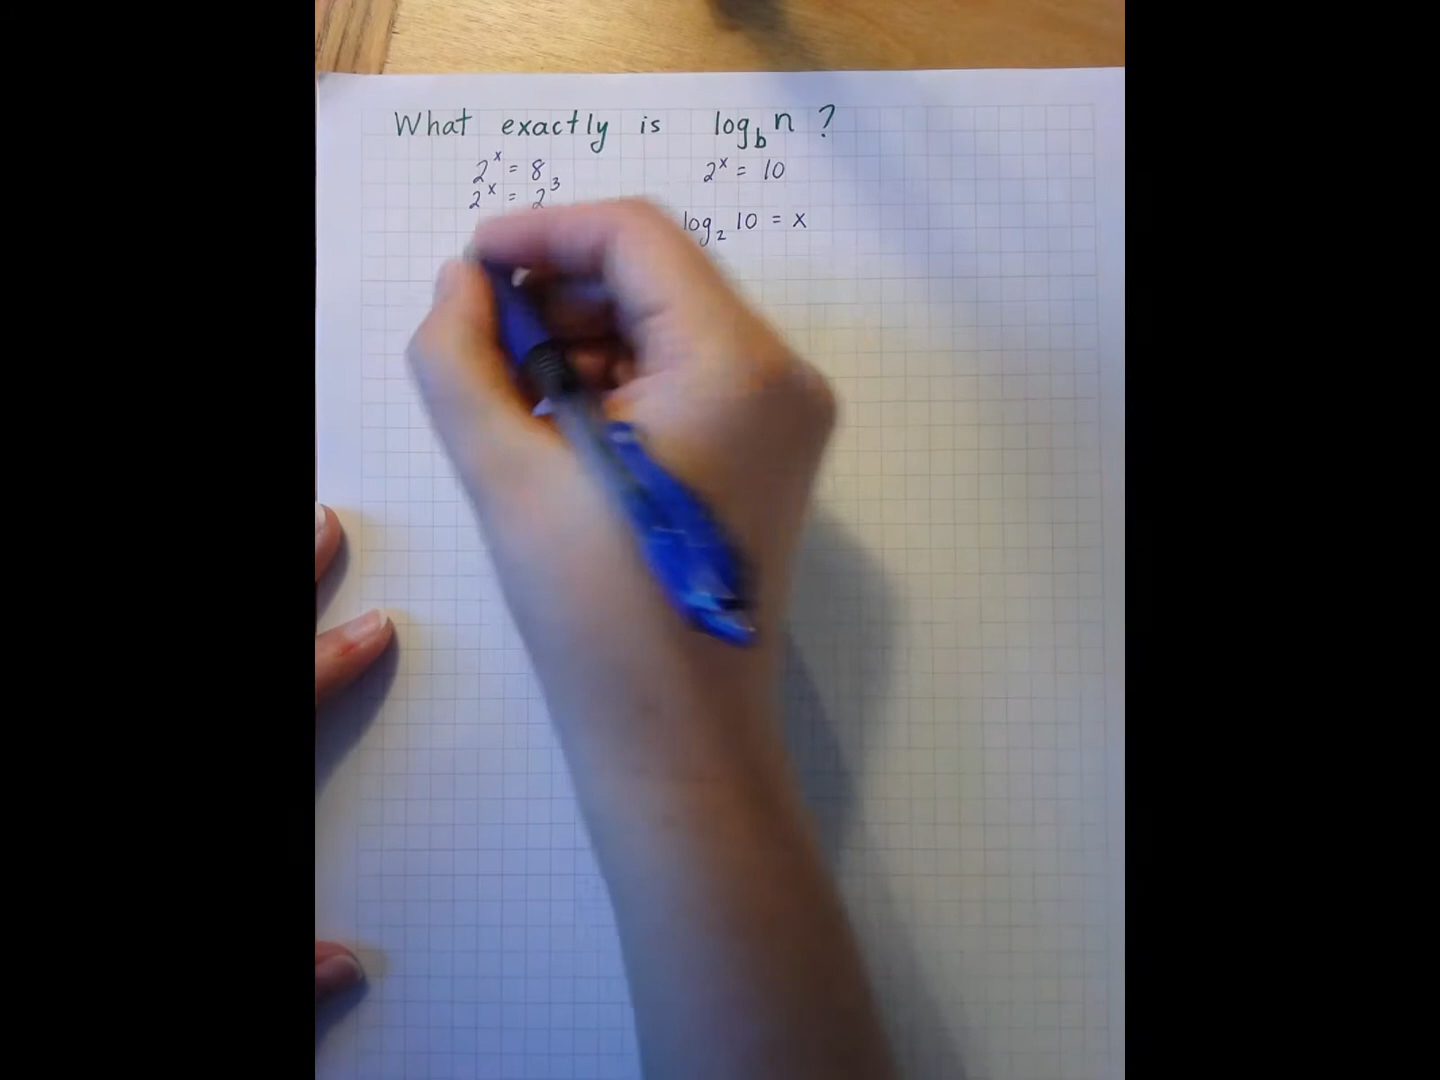 What exactly is log_b n ?
2^x = 8
2^x = 10
2^x = 2^3
log_2 10 = x